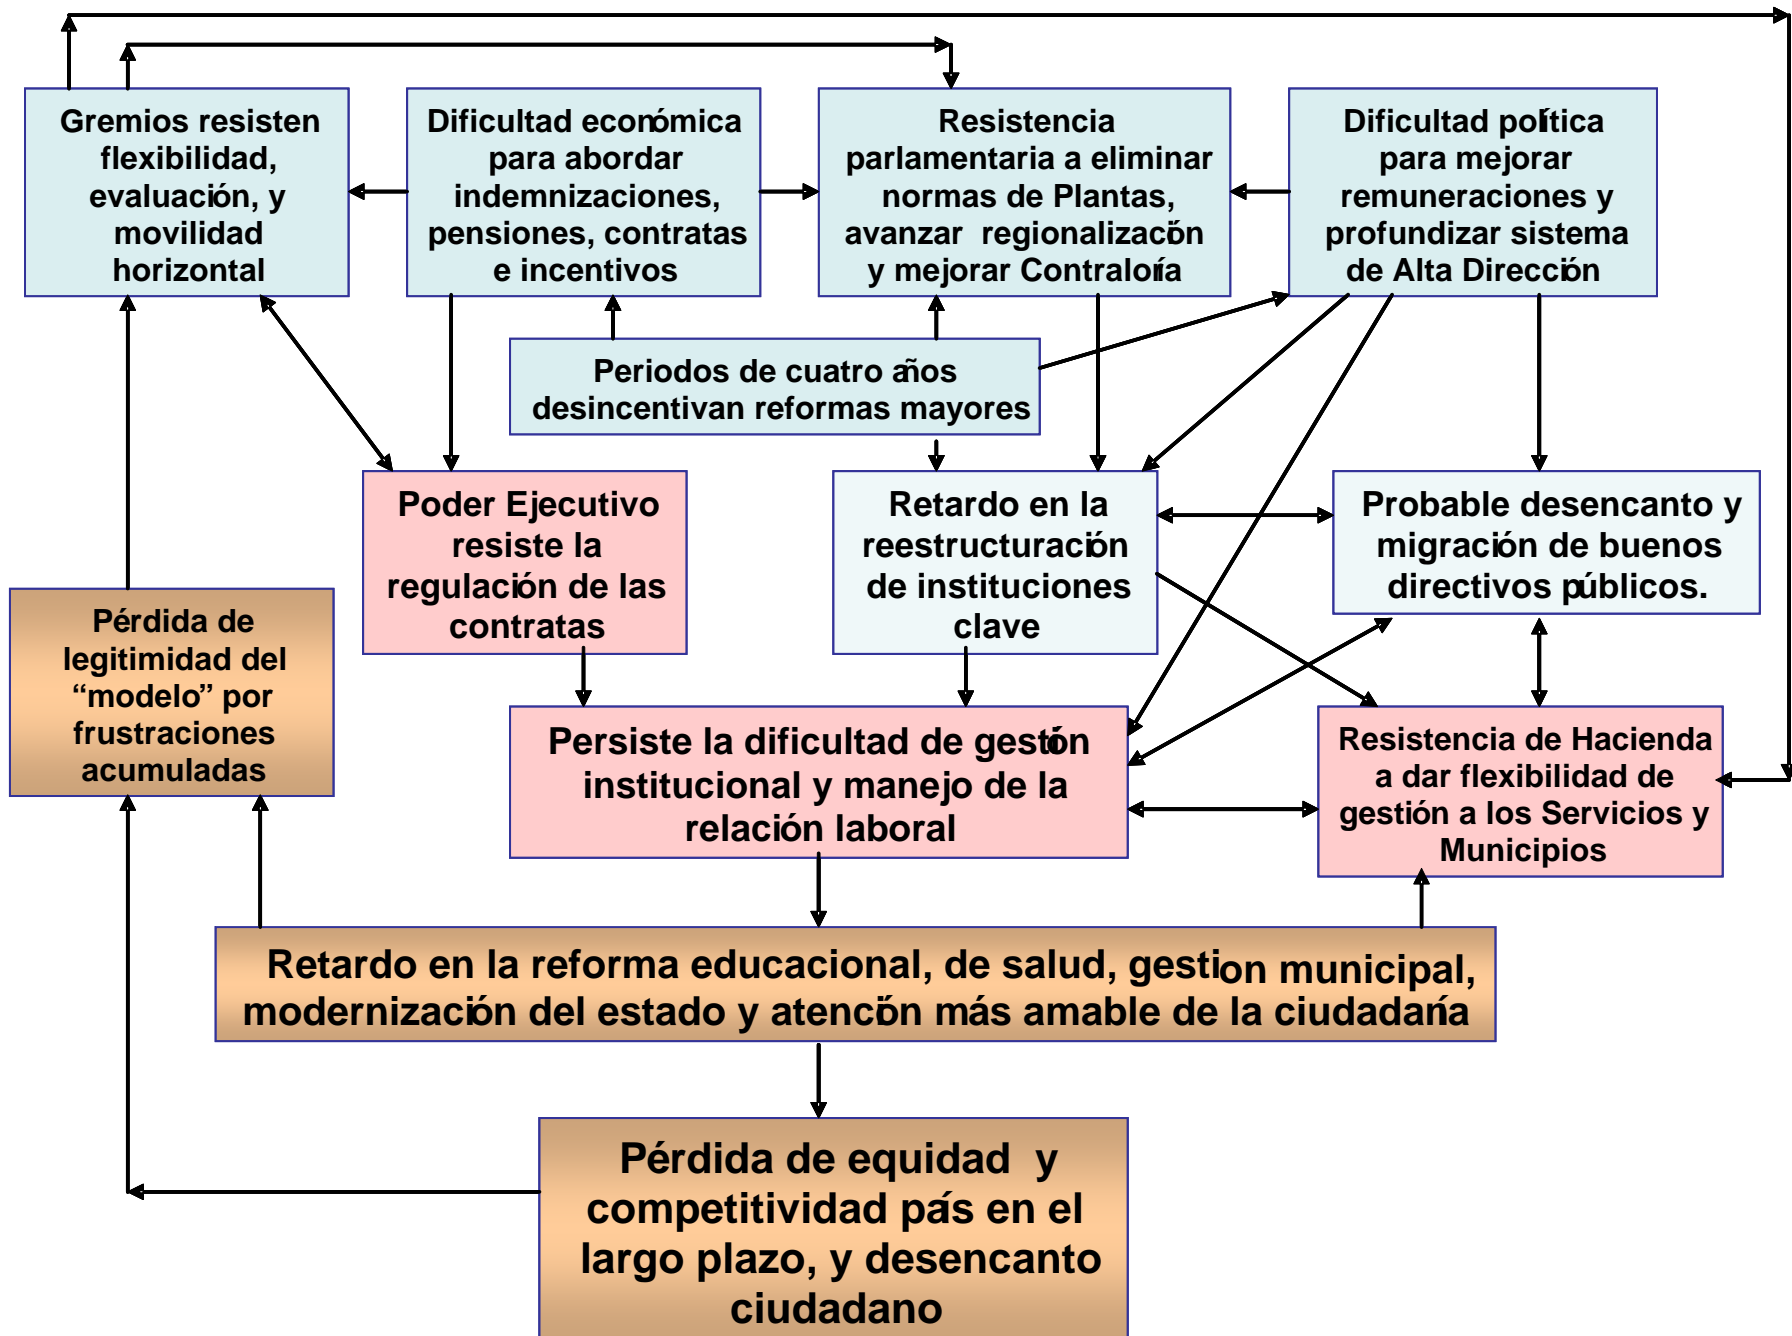 Gremios resisten
flexibilidad,
evaluación, y
movilidad
horizontal
Dificultad económica
para abordar
indemnizaciones,
pensiones, contratas
e incentivos
Resistencia
parlamentaria a eliminar
normas de Plantas,
avanzar regionalización
y mejorar Contraloría
Dificultad política
para mejorar
remuneraciones y
profundizar sistema
de Alta Dirección
Periodos de cuatro años
desincentivan reformas mayores
Poder Ejecutivo
resiste la
regulación de las
contratas
Retardo en la
reestructuración
de instituciones
clave
Probable desencanto y
migración de buenos
directivos públicos.
Pérdida de
legitimidad del
“modelo” por
frustraciones
acumuladas
Persiste la dificultad de gestión
institucional y manejo de la
relación laboral
Resistencia de Hacienda
a dar flexibilidad de
gestión a los Servicios y
Municipios
Retardo en la reforma educacional, de salud, gestion municipal,
modernización del estado y atención más amable de la ciudadanía
Pérdida de equidad y
competitividad país en el
largo plazo, y desencanto
ciudadano